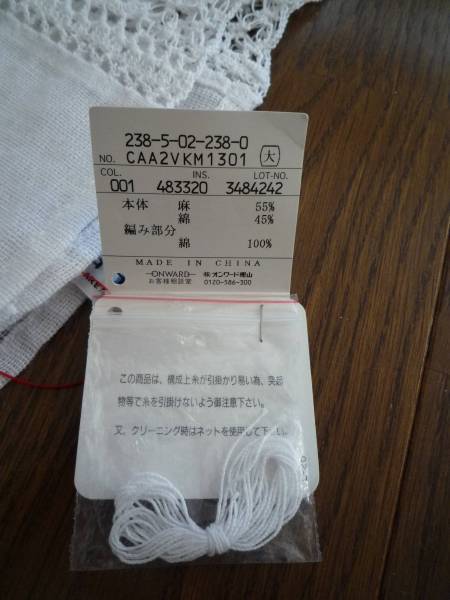 238-5-02-238-0
NO. CAA2VKM1301 大
COL. INS. LOT-NO.
001 483320 3484242
本体 麻 55%
綿 45%
編み部分
綿 100%
MADE IN CHINA
ONWARD ㈱オンワード樫山
お客様相談室 0120-586-300
この商品は、構成上糸が引掛かり易い為、突起
物等で糸を引掛けないよう御注意下さい。
又、クリーニング時はネットを使用して下さい。